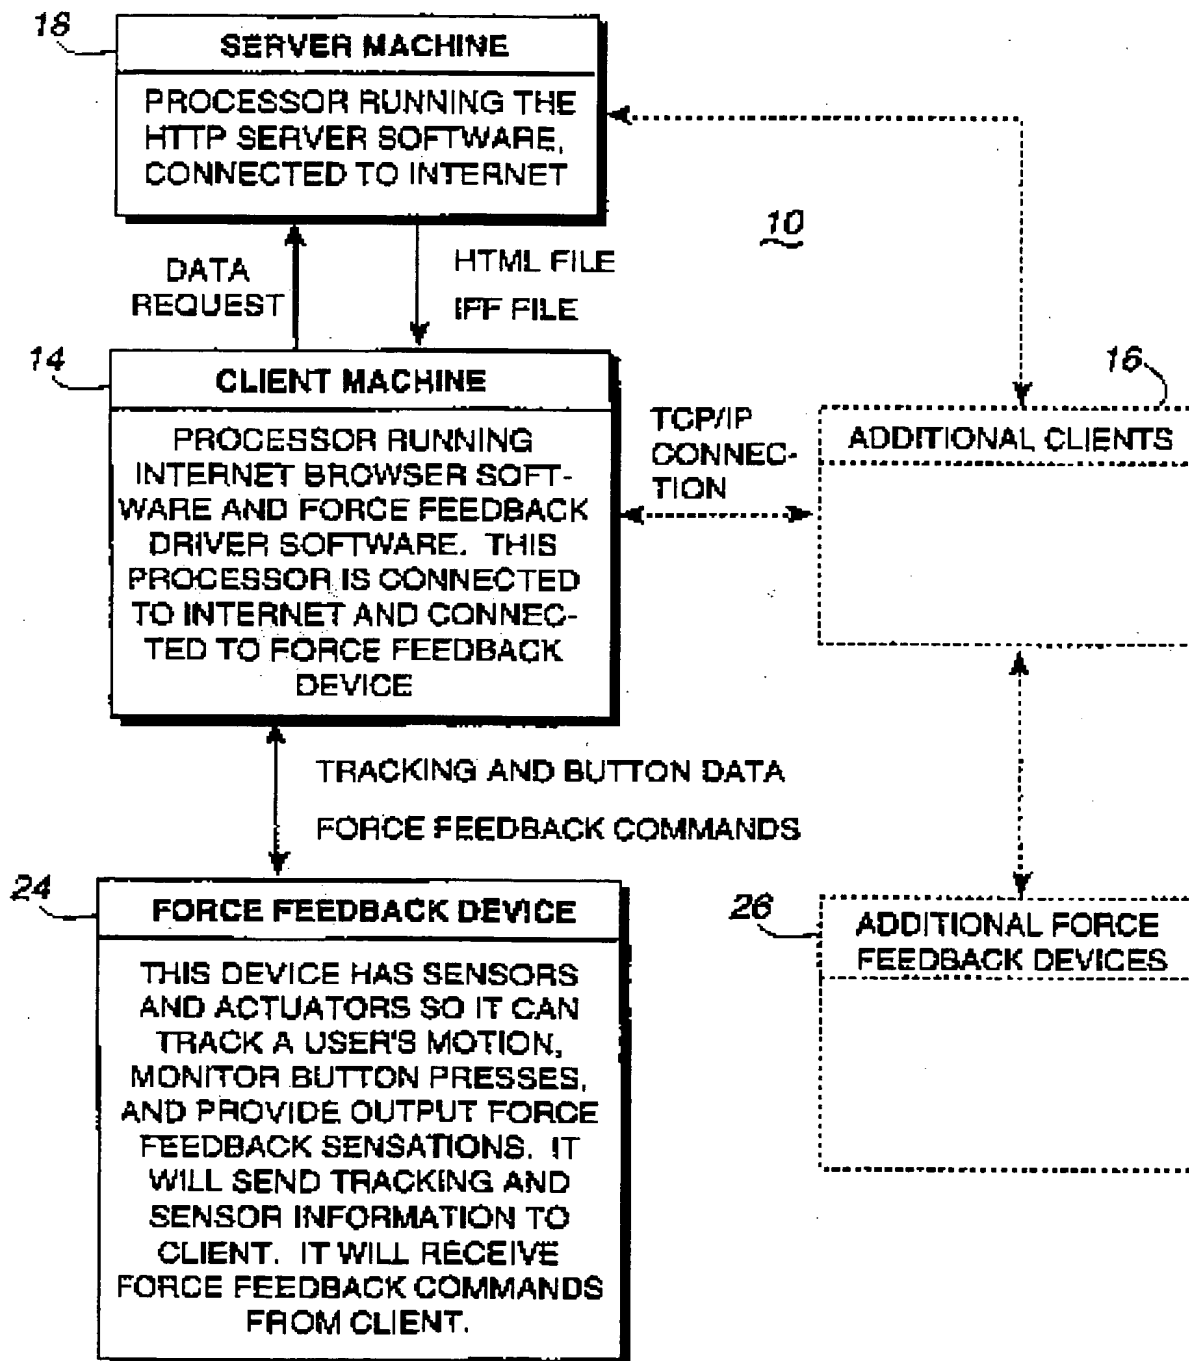 18
SERVER MACHINE
PROCESSOR RUNNING THE
HTTP SERVER SOFTWARE,
CONNECTED TO INTERNET
10
DATA
REQUEST
HTML FILE
IFF FILE
14
CLIENT MACHINE
PROCESSOR RUNNING
INTERNET BROWSER SOFT-
WARE AND FORCE FEEDBACK
DRIVER SOFTWARE. THIS
PROCESSOR IS CONNECTED
TO INTERNET AND CONNEC-
TED TO FORCE FEEDBACK
DEVICE
TCP/IP
CONNEC-
TION
16
ADDITIONAL CLIENTS
TRACKING AND BUTTON DATA
FORCE FEEDBACK COMMANDS
24
FORCE FEEDBACK DEVICE
THIS DEVICE HAS SENSORS
AND ACTUATORS SO IT CAN
TRACK A USER'S MOTION,
MONITOR BUTTON PRESSES,
AND PROVIDE OUTPUT FORCE
FEEDBACK SENSATIONS. IT
WILL SEND TRACKING AND
SENSOR INFORMATION TO
CLIENT. IT WILL RECEIVE
FORCE FEEDBACK COMMANDS
FROM CLIENT.
26
ADDITIONAL FORCE
FEEDBACK DEVICES